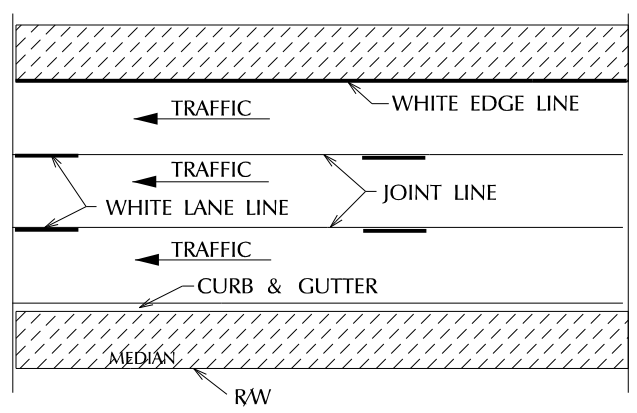 WHITE EDGE LINE
TRAFFIC
TRAFFIC
JOINT LINE
WHITE LANE LINE
TRAFFIC
CURB & GUTTER
MEDIAN
R/W